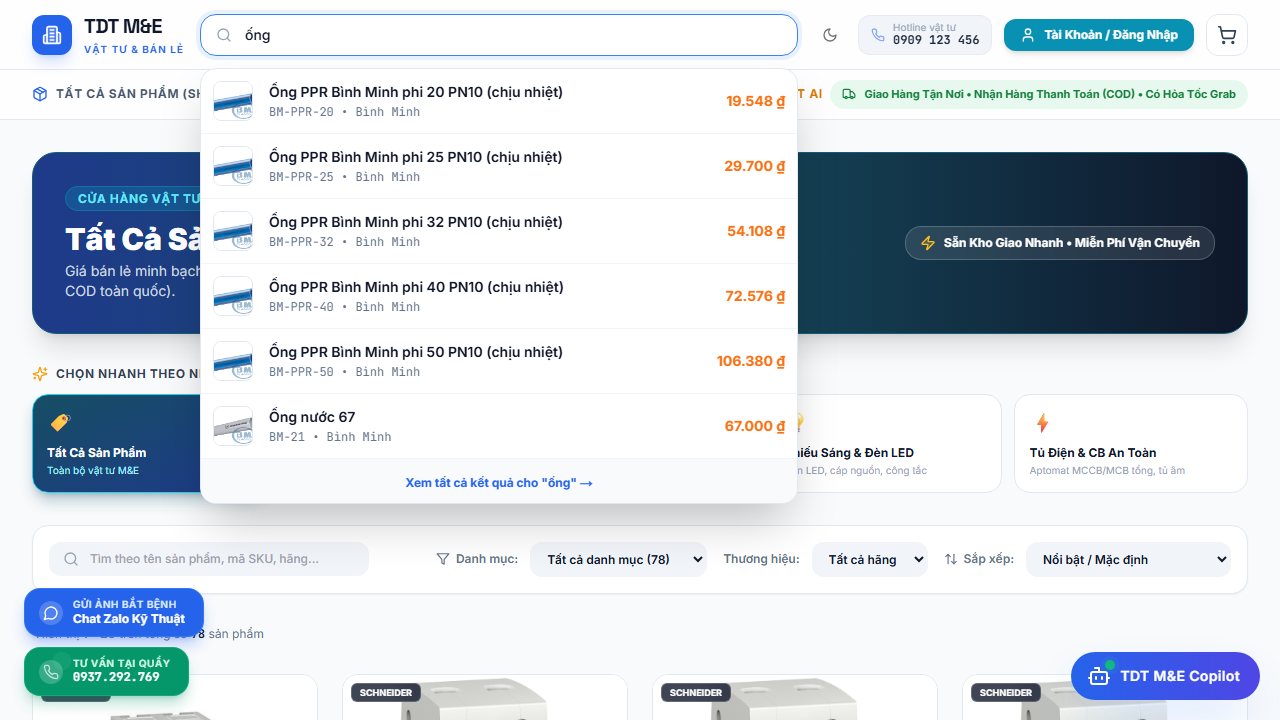 TDT M&E
VẬT TƯ & BÁN LẺ
ống
Hotline vật tư
0909 123 456
Tài Khoản / Đăng Nhập
TẤT CẢ SẢN PHẨM (SH
T AI
Giao Hàng Tận Nơi • Nhận Hàng Thanh Toán (COD) • Có Hỏa Tốc Grab
Ống PPR Bình Minh phi 20 PN10 (chịu nhiệt)
BM-PPR-20 • Bình Minh
19.548 ₫
Ống PPR Bình Minh phi 25 PN10 (chịu nhiệt)
BM-PPR-25 • Bình Minh
29.700 ₫
Ống PPR Bình Minh phi 32 PN10 (chịu nhiệt)
BM-PPR-32 • Bình Minh
54.108 ₫
Ống PPR Bình Minh phi 40 PN10 (chịu nhiệt)
BM-PPR-40 • Bình Minh
72.576 ₫
Ống PPR Bình Minh phi 50 PN10 (chịu nhiệt)
BM-PPR-50 • Bình Minh
106.380 ₫
Ống nước 67
BM-21 • Bình Minh
67.000 ₫
Xem tất cả kết quả cho "ống" →
CỬA HÀNG VẬT TƯ
Tất Cả Sả
Giá bán lẻ minh bạch
COD toàn quốc).
Sẵn Kho Giao Nhanh • Miễn Phí Vận Chuyển
CHỌN NHANH THEO N
Tất Cả Sản Phẩm
Toàn bộ vật tư M&E
hiếu Sáng & Đèn LED
n LED, cáp nguồn, công tắc
Tủ Điện & CB An Toàn
Aptomat MCCB/MCB tổng, tủ âm
Tìm theo tên sản phẩm, mã SKU, hãng...
Danh mục:
Tất cả danh mục (78)
Thương hiệu:
Tất cả hãng
Sắp xếp:
Nổi bật / Mặc định
GỬI ẢNH BẮT BỆNH
Chat Zalo Kỹ Thuật
78 sản phẩm
TƯ VẤN TẠI QUẦY
0937.292.769
SCHNEIDER
SCHNEIDER
SCHNEIDER
TDT M&E Copilot